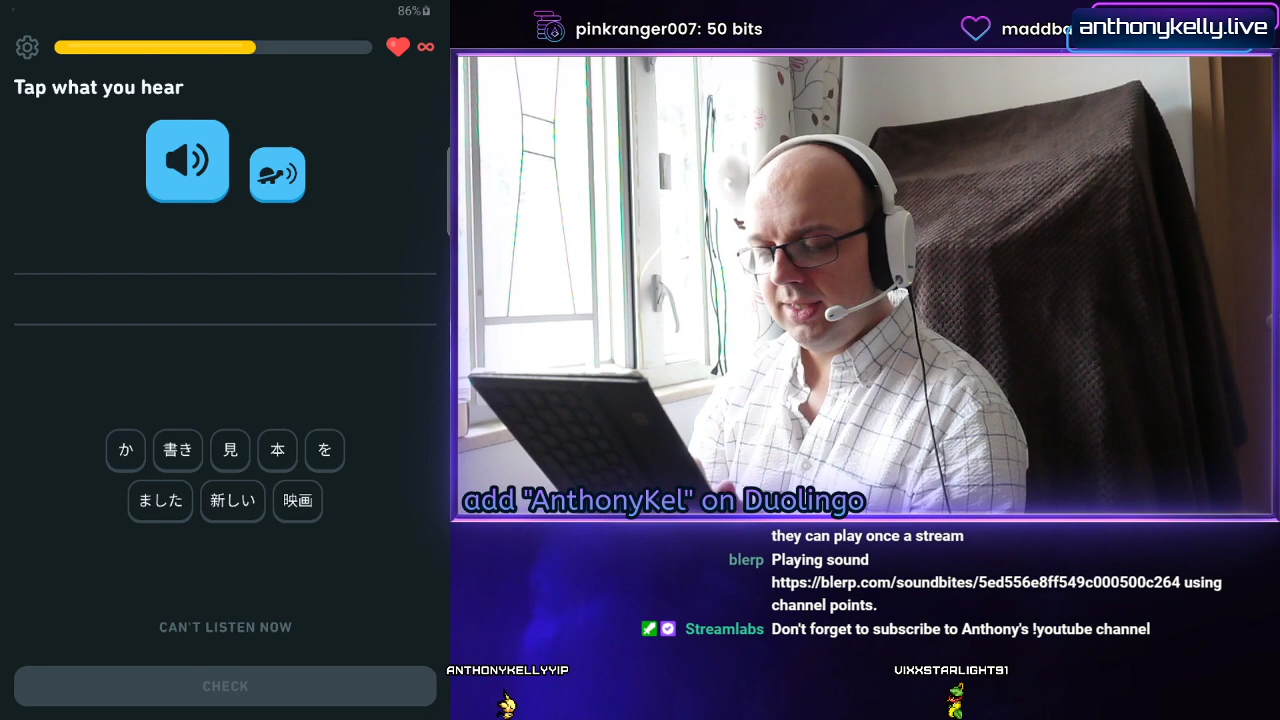 86%
Tap what you hear
か 書き 見 本 を
ました 新しい 映画
CAN'T LISTEN NOW
CHECK
pinkranger007: 50 bits
anthonykelly.live
add "AnthonyKel" on Duolingo
they can play once a stream
blerp Playing sound
https://blerp.com/soundbites/5ed556e8ff549c000500c264 using
channel points.
Streamlabs Don't forget to subscribe to Anthony's !youtube channel
ANTHONYKELLYYIP
VIXXSTARLIGHT91